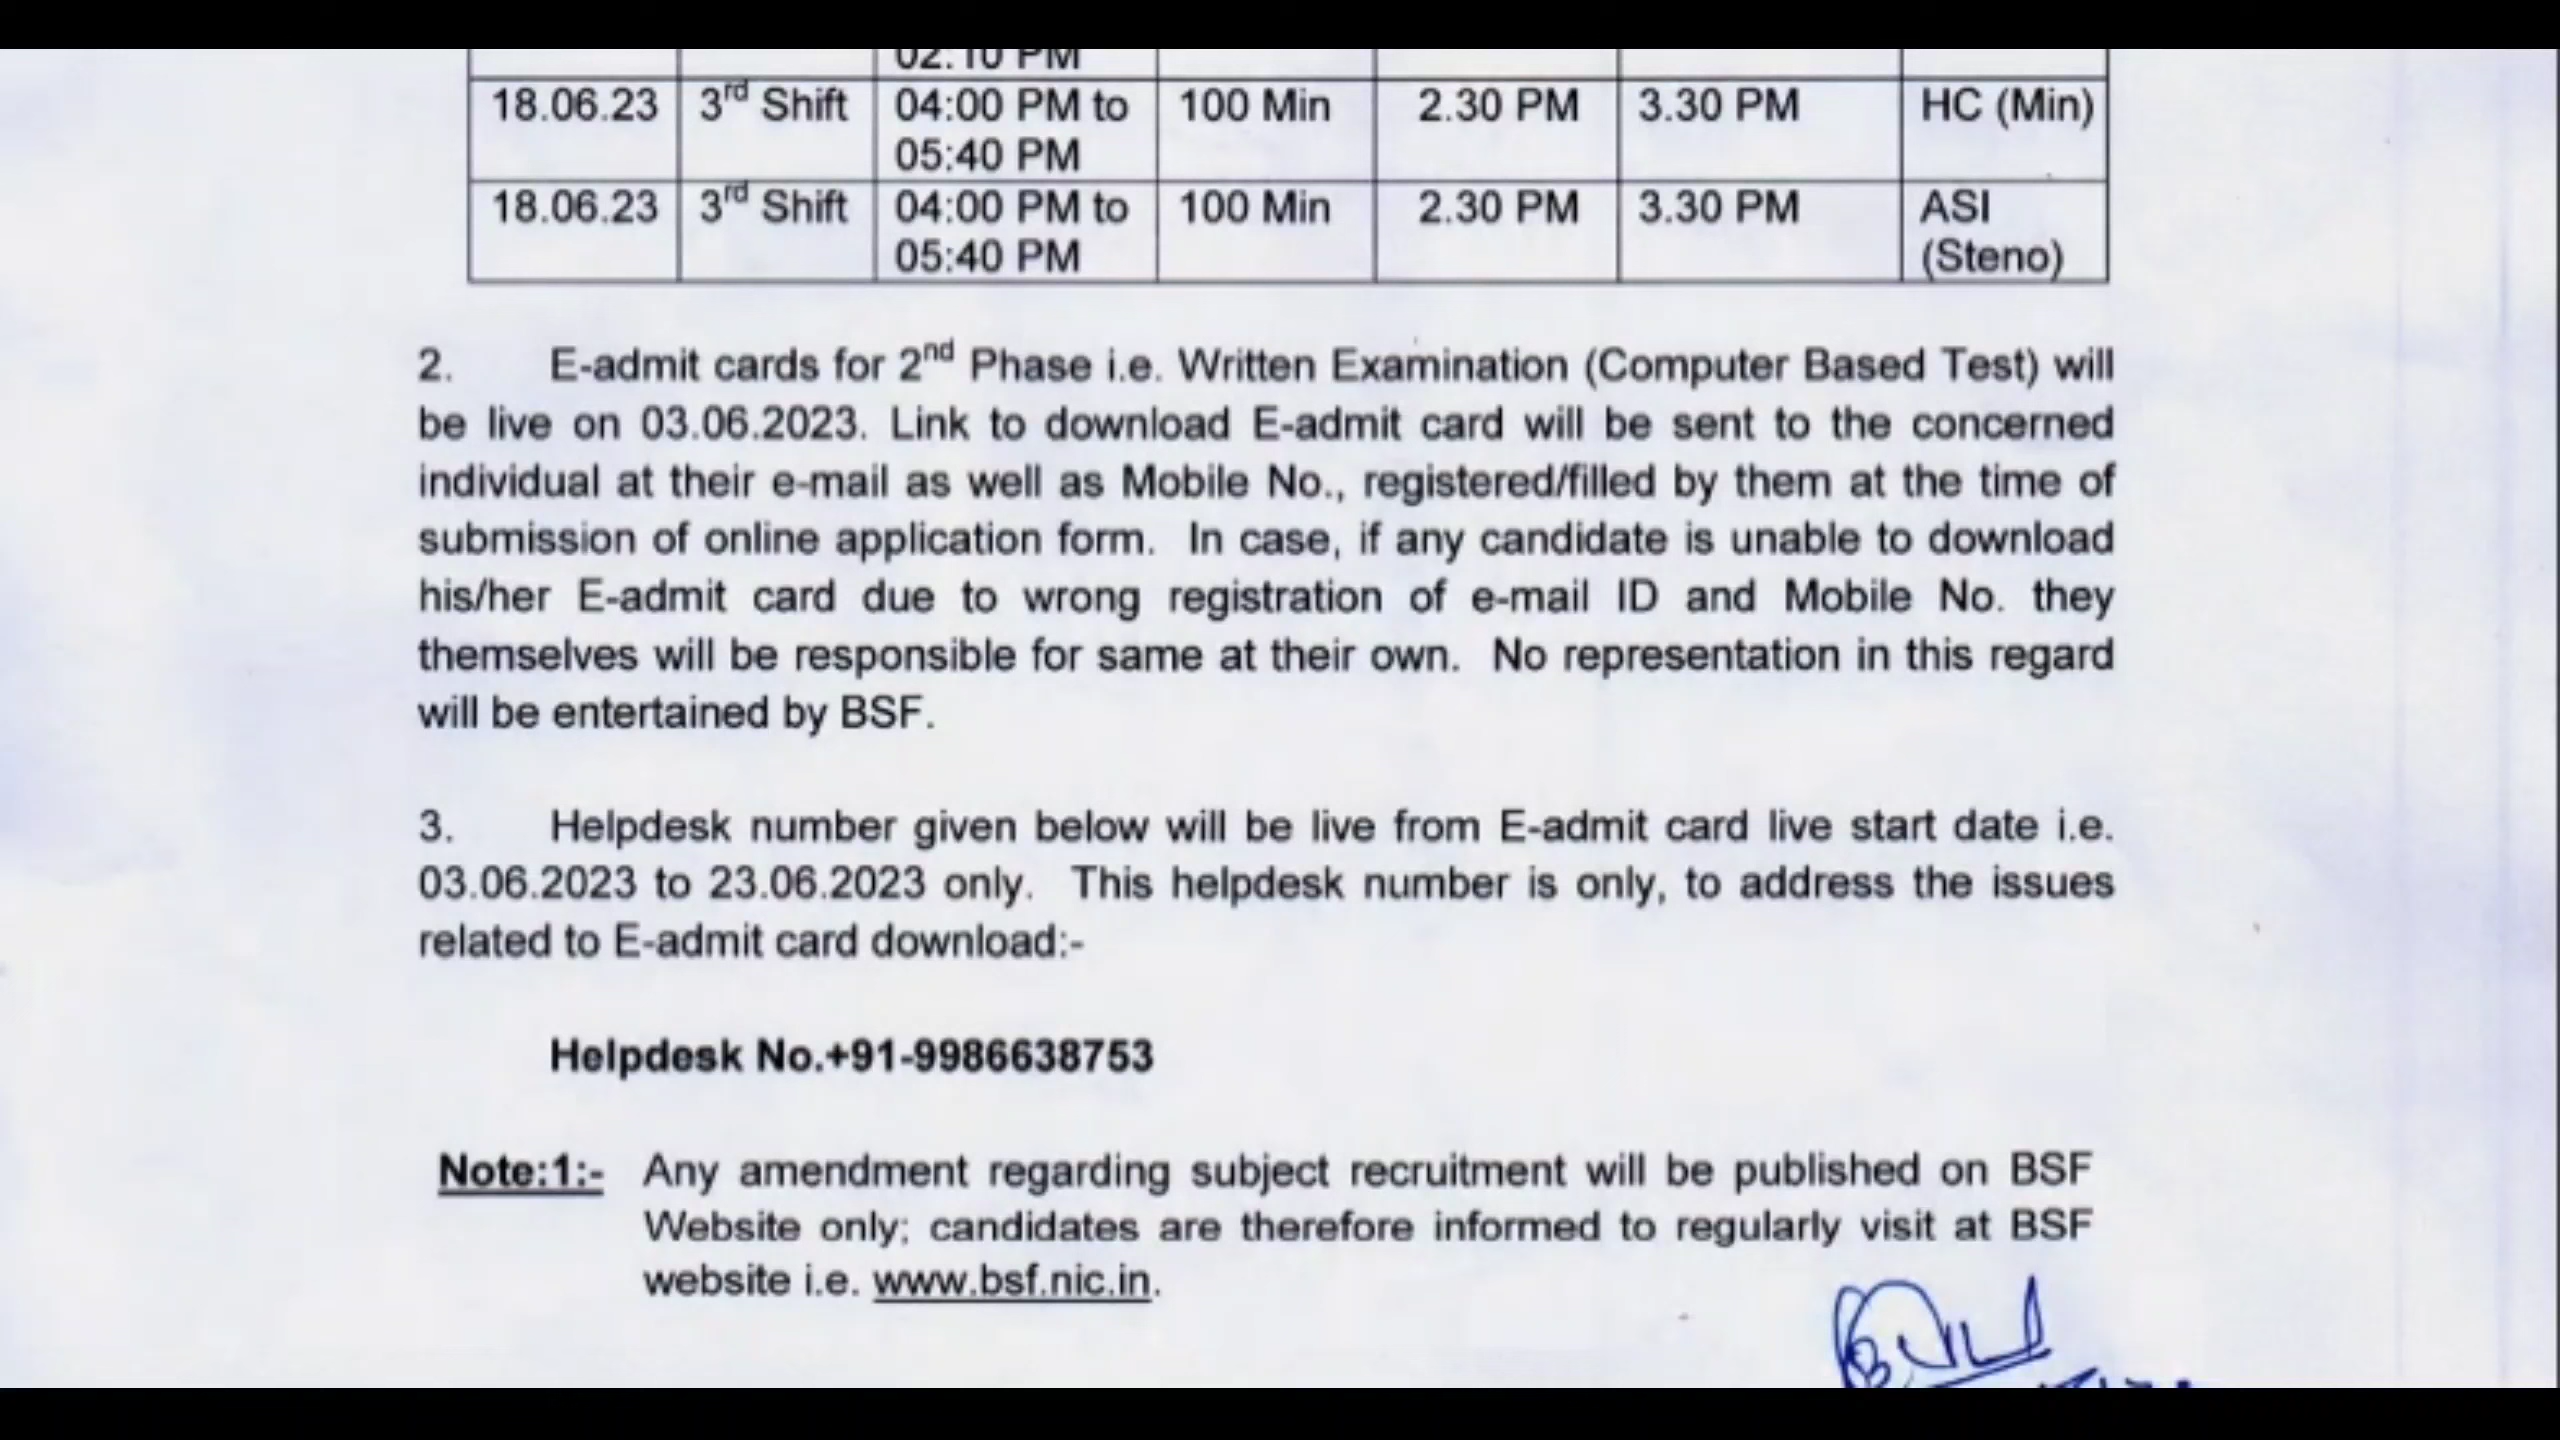 02:10 PM
18.06.23 3rd Shift 04:00 PM to 05:40 PM 100 Min 2.30 PM 3.30 PM HC (Min)
18.06.23 3rd Shift 04:00 PM to 05:40 PM 100 Min 2.30 PM 3.30 PM ASI (Steno)
2. E-admit cards for 2nd Phase i.e. Written Examination (Computer Based Test) will
be live on 03.06.2023. Link to download E-admit card will be sent to the concerned
individual at their e-mail as well as Mobile No., registered/filled by them at the time of
submission of online application form. In case, if any candidate is unable to download
his/her E-admit card due to wrong registration of e-mail ID and Mobile No. they
themselves will be responsible for same at their own. No representation in this regard
will be entertained by BSF.
3. Helpdesk number given below will be live from E-admit card live start date i.e.
03.06.2023 to 23.06.2023 only. This helpdesk number is only, to address the issues
related to E-admit card download:-
Helpdesk No.+91-9986638753
Note:1:- Any amendment regarding subject recruitment will be published on BSF
Website only; candidates are therefore informed to regularly visit at BSF
website i.e. www.bsf.nic.in.